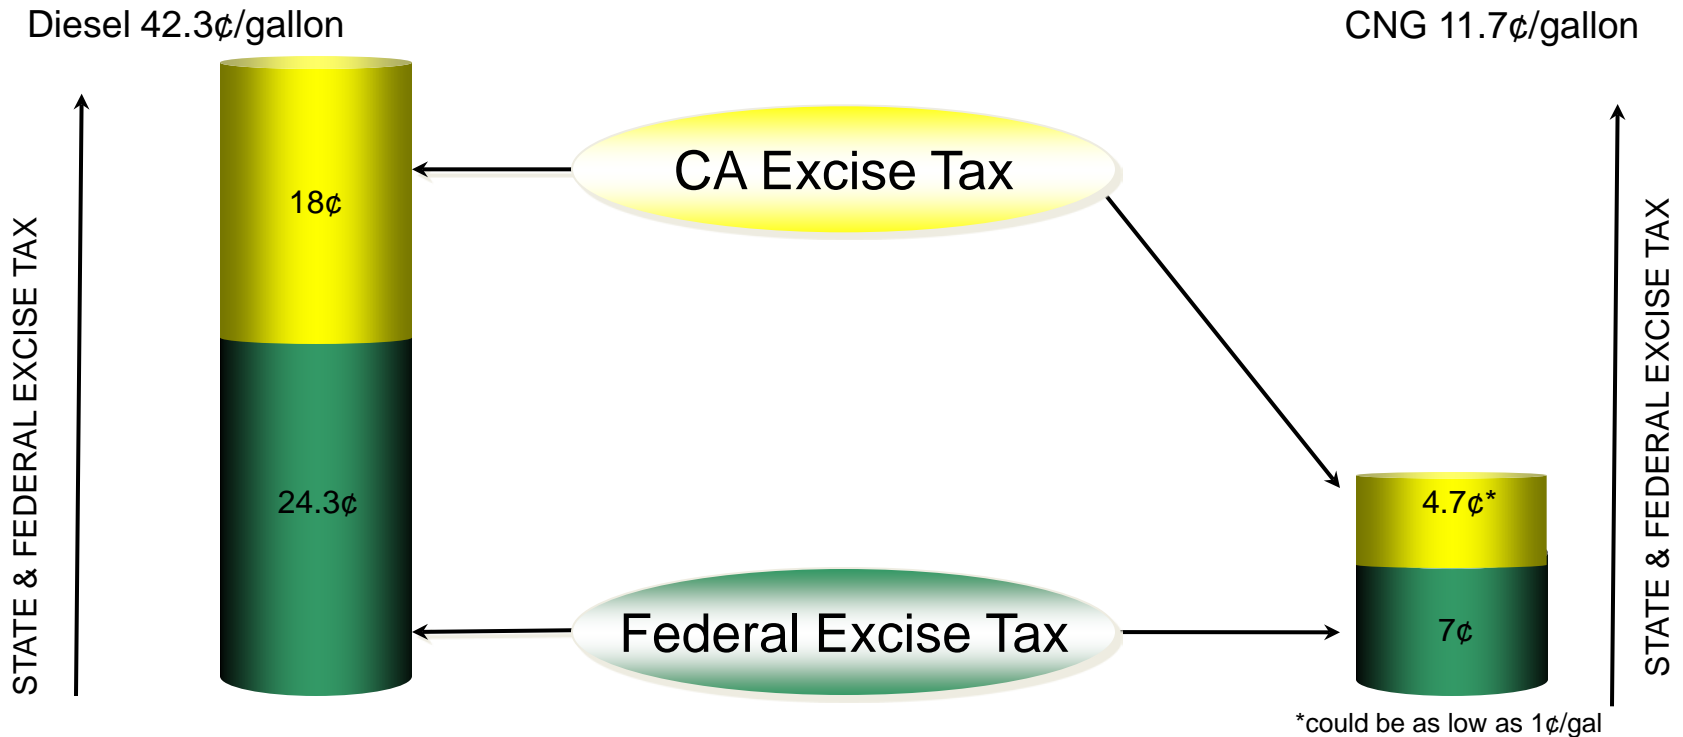 Diesel 42.3¢/gallon
CNG 11.7¢/gallon
STATE & FEDERAL EXCISE TAX
18¢
24.3¢
CA Excise Tax
Federal Excise Tax
4.7¢*
7¢
STATE & FEDERAL EXCISE TAX
*could be as low as 1¢/gal